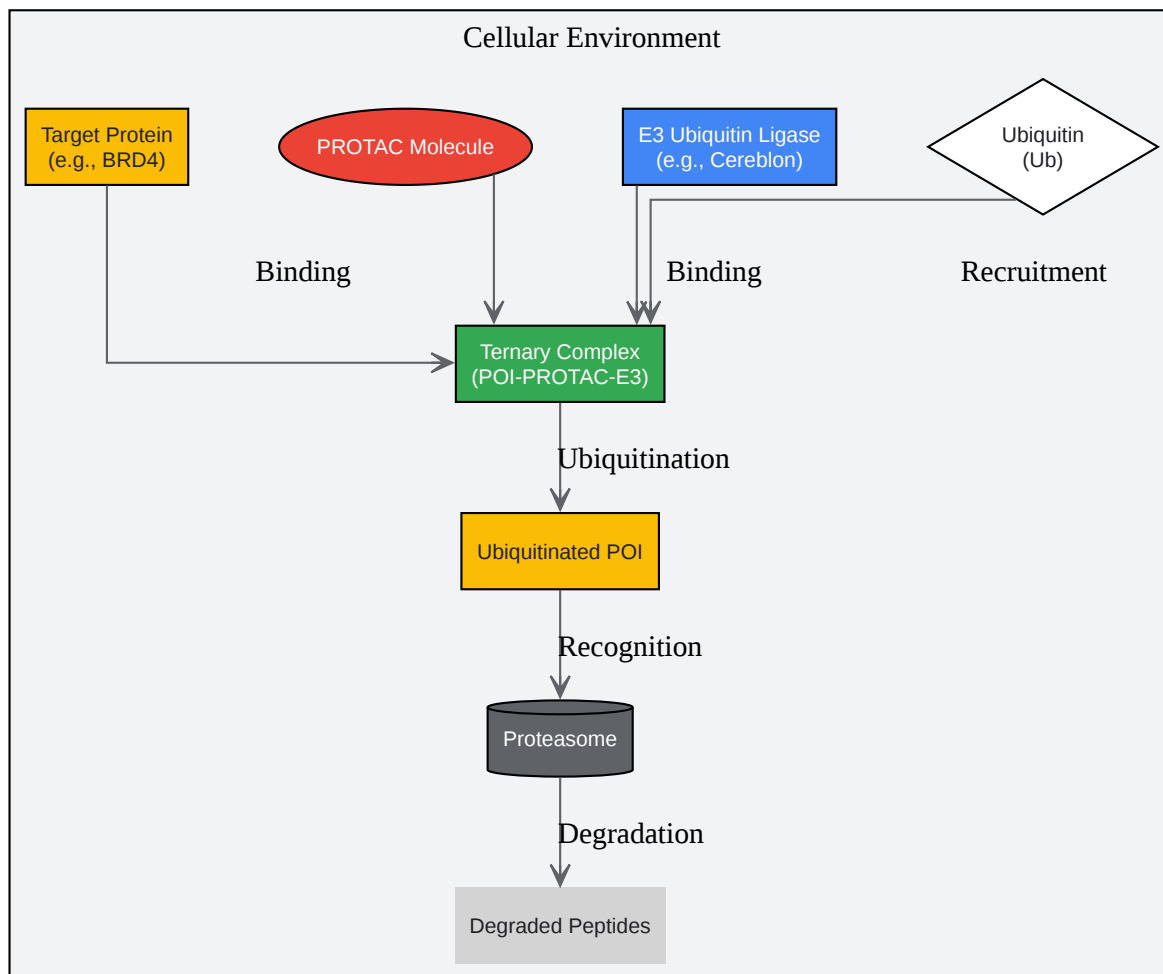 Cellular Environment
Target Protein
(e.g., BRD4)
PROTAC Molecule
E3 Ubiquitin Ligase
(e.g., Cereblon)
Ubiquitin
(Ub)
Binding
Binding
Recruitment
Ternary Complex
(POI-PROTAC-E3)
Ubiquitination
Ubiquitinated POI
Recognition
Proteasome
Degradation
Degraded Peptides